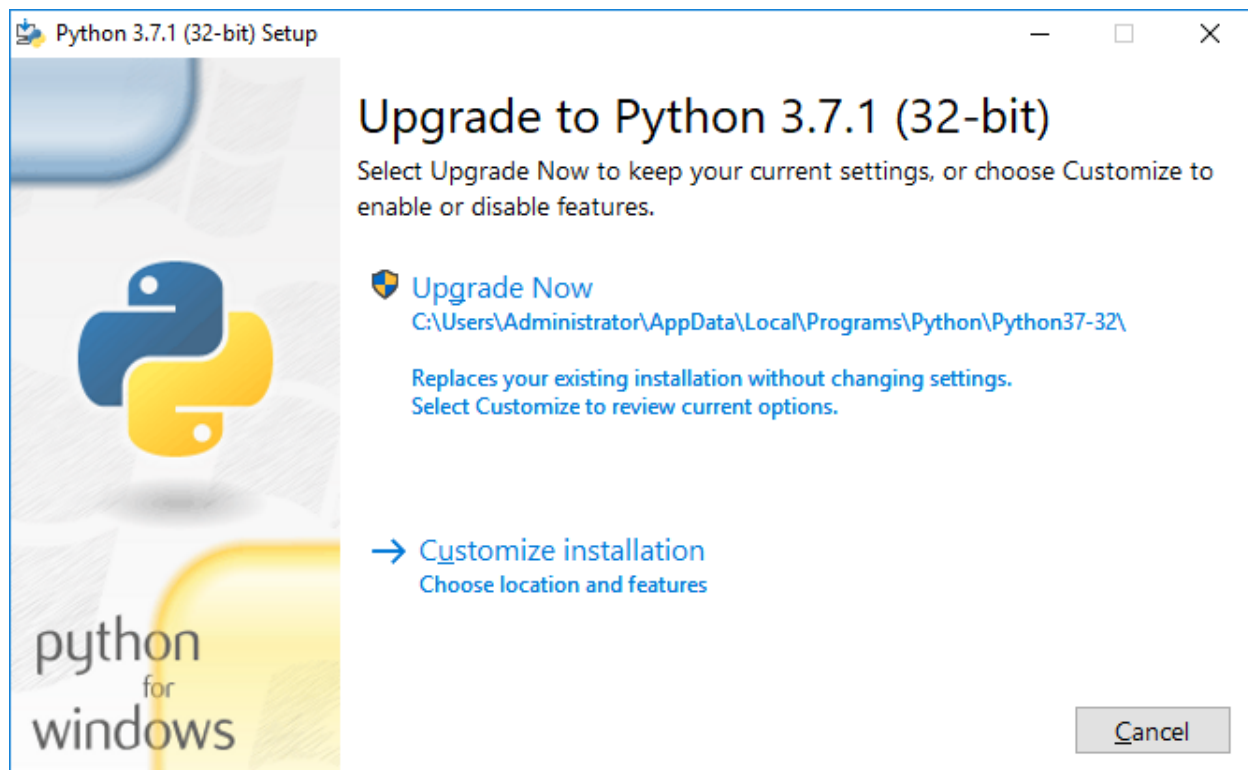 Python 3.7.1 (32-bit) Setup
Upgrade to Python 3.7.1 (32-bit)
Select Upgrade Now to keep your current settings, or choose Customize to
enable or disable features.
Upgrade Now
C:\Users\Administrator\AppData\Local\Programs\Python\Python37-32\
Replaces your existing installation without changing settings.
Select Customize to review current options.
Customize installation
Choose location and features
python
for
windows
Cancel